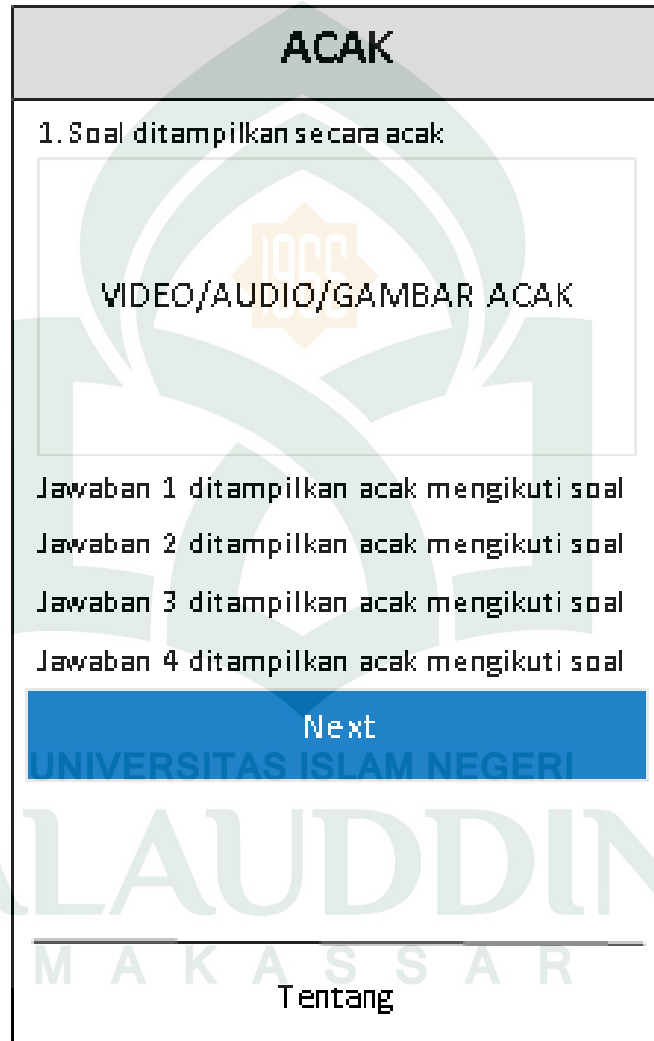 ACAK
1. Soal ditampilkan secara acak
1965
VIDEO/AUDIO/GAMBAR ACAK
Jawaban 1 ditampilkan acak mengikuti soal
Jawaban 2 ditampilkan acak mengikuti soal
Jawaban 3 ditampilkan acak mengikuti soal
Jawaban 4 ditampilkan acak mengikuti soal
Next
UNIVERSITAS ISLAM NEGERI
ALAUDDIN
MAKASSAR
Tentang